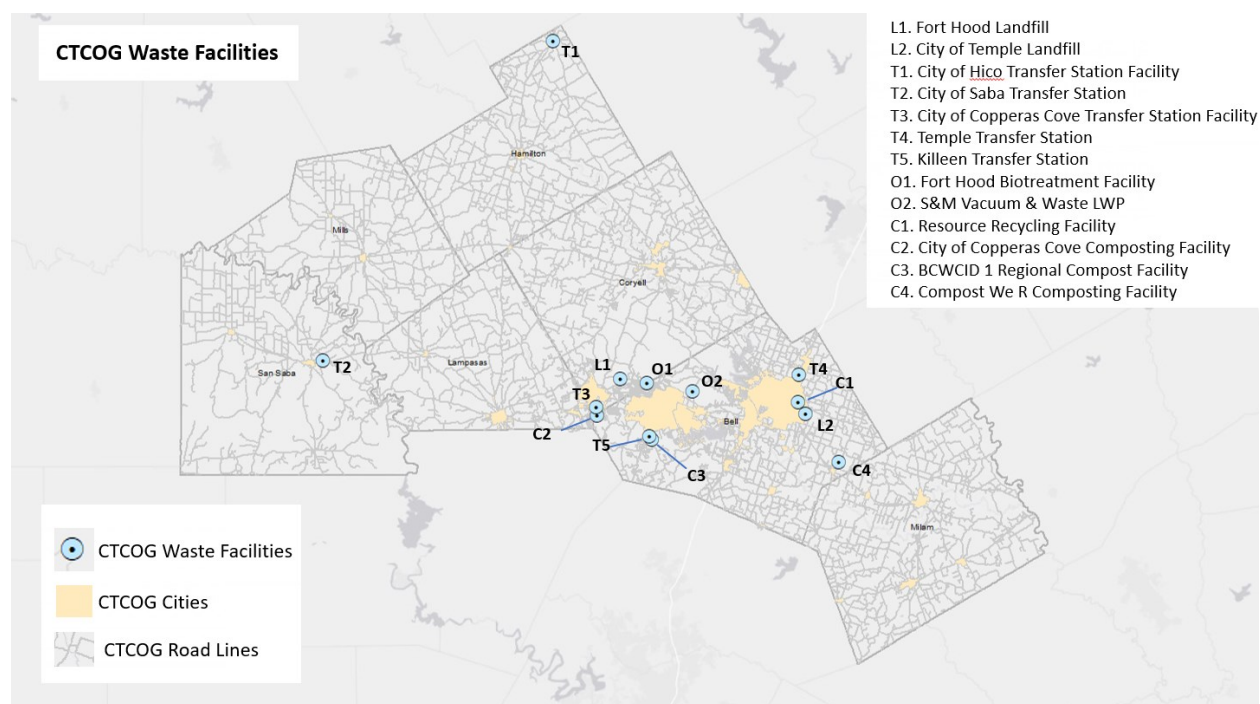 CTCOG Waste Facilities
L1. Fort Hood Landfill
L2. City of Temple Landfill
T1. City of Hico Transfer Station Facility
T2. City of Saba Transfer Station
T3. City of Copperas Cove Transfer Station Facility
T4. Temple Transfer Station
T5. Killeen Transfer Station
O1. Fort Hood Biotreatment Facility
O2. S&M Vacuum & Waste LWP
C1. Resource Recycling Facility
C2. City of Copperas Cove Composting Facility
C3. BCWCID 1 Regional Compost Facility
C4. Compost We R Composting Facility
T1
Hamilton
Mills
Coryell
San Saba
T2
Lampasas
L1
O1
O2
T4
C1
T3
C2
Bell
L2
T5
C3
C4
Milam
CTCOG Waste Facilities
CTCOG Cities
CTCOG Road Lines